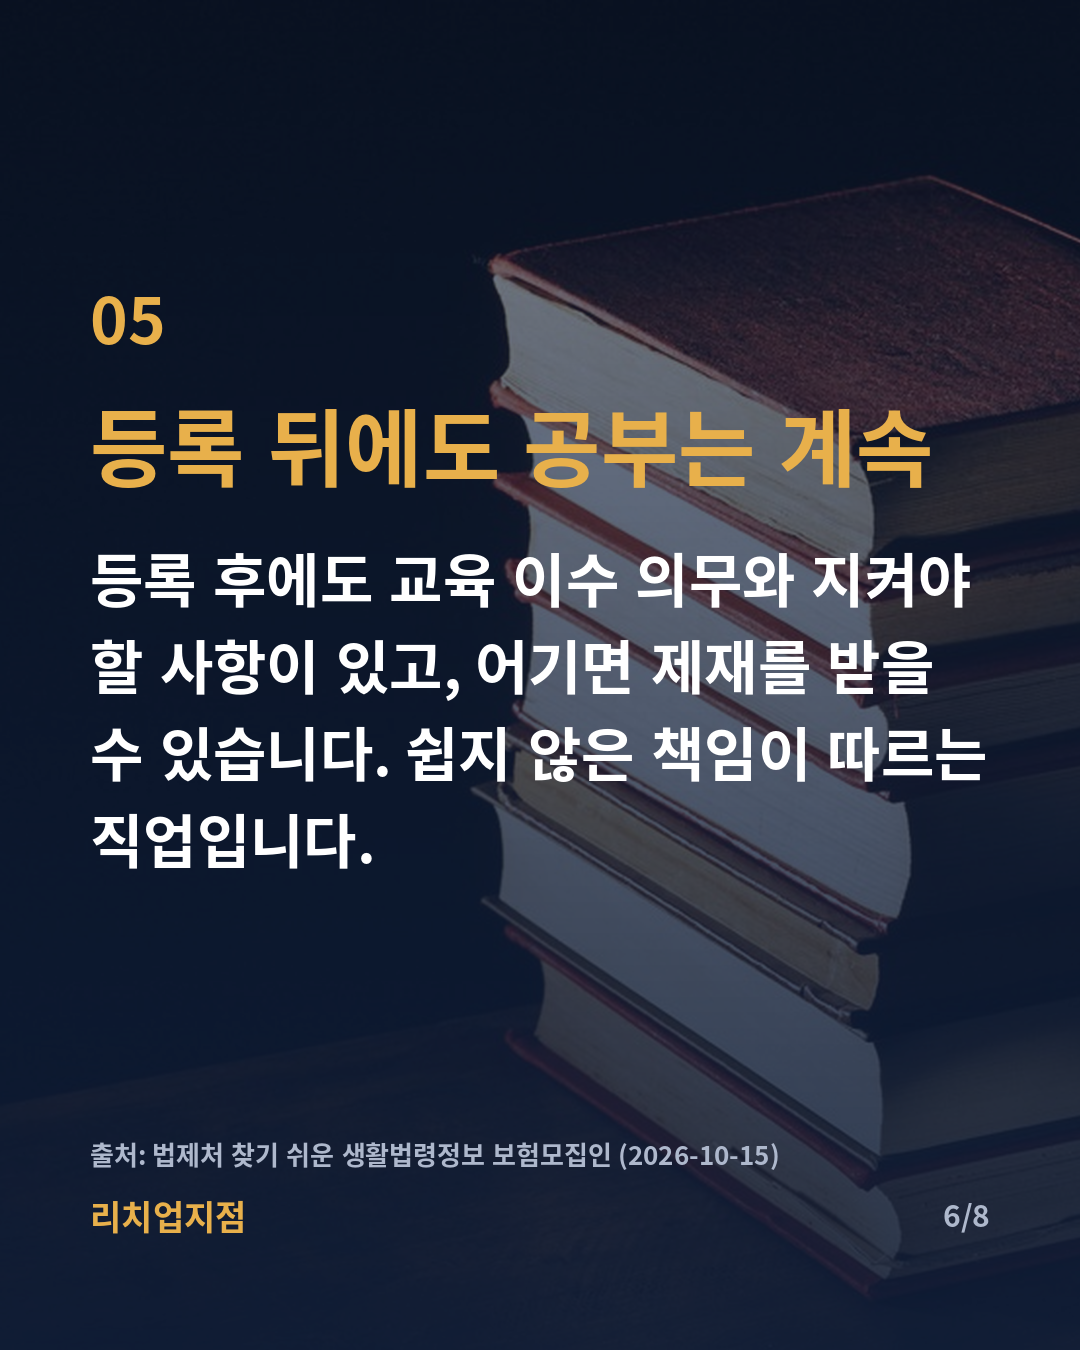 05
등록 뒤에도 공부는 계속
등록 후에도 교육 이수 의무와 지켜야
할 사항이 있고, 어기면 제재를 받을
수 있습니다. 쉽지 않은 책임이 따르는
직업입니다.
출처: 법제처 찾기 쉬운 생활법령정보 보험모집인 (2026-10-15)
리치업지점
6/8